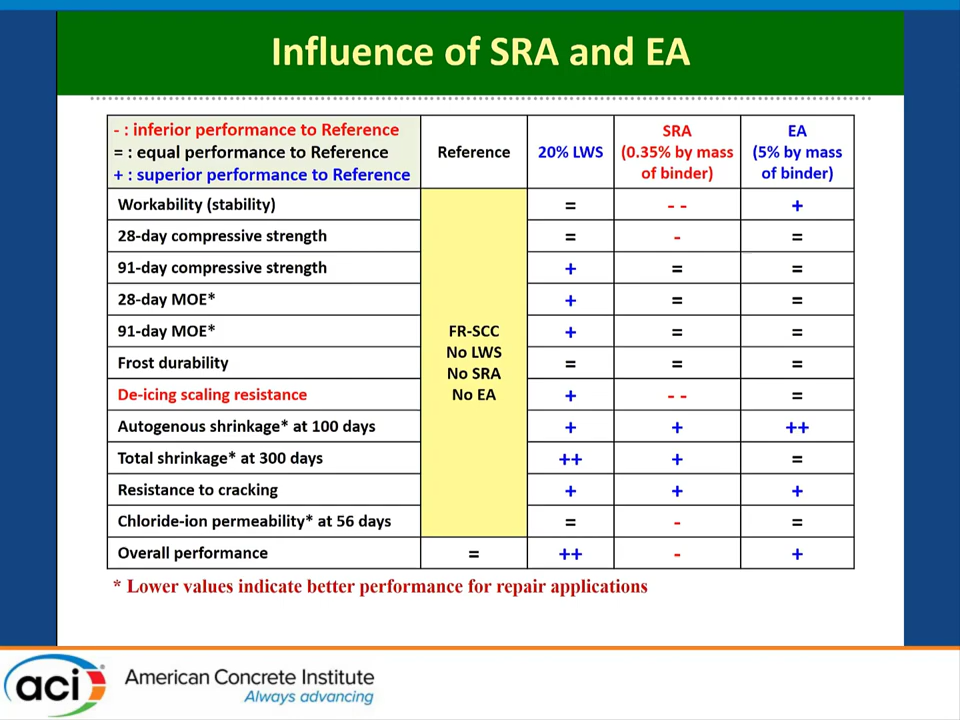 Influence of SRA and EA
- : inferior performance to Reference
= : equal performance to Reference
+ : superior performance to Reference
Reference
20% LWS
SRA
(0.35% by mass
of binder)
EA
(5% by mass
of binder)
Workability (stability) = - - +
28-day compressive strength = - =
91-day compressive strength + = =
28-day MOE* + = =
91-day MOE* + = =
FR-SCC
No LWS
No SRA
No EA
Frost durability = = =
De-icing scaling resistance + - - =
Autogenous shrinkage* at 100 days + + ++
Total shrinkage* at 300 days ++ + =
Resistance to cracking + + +
Chloride-ion permeability* at 56 days = - =
Overall performance = ++ - +
* Lower values indicate better performance for repair applications
aci
American Concrete Institute
Always advancing